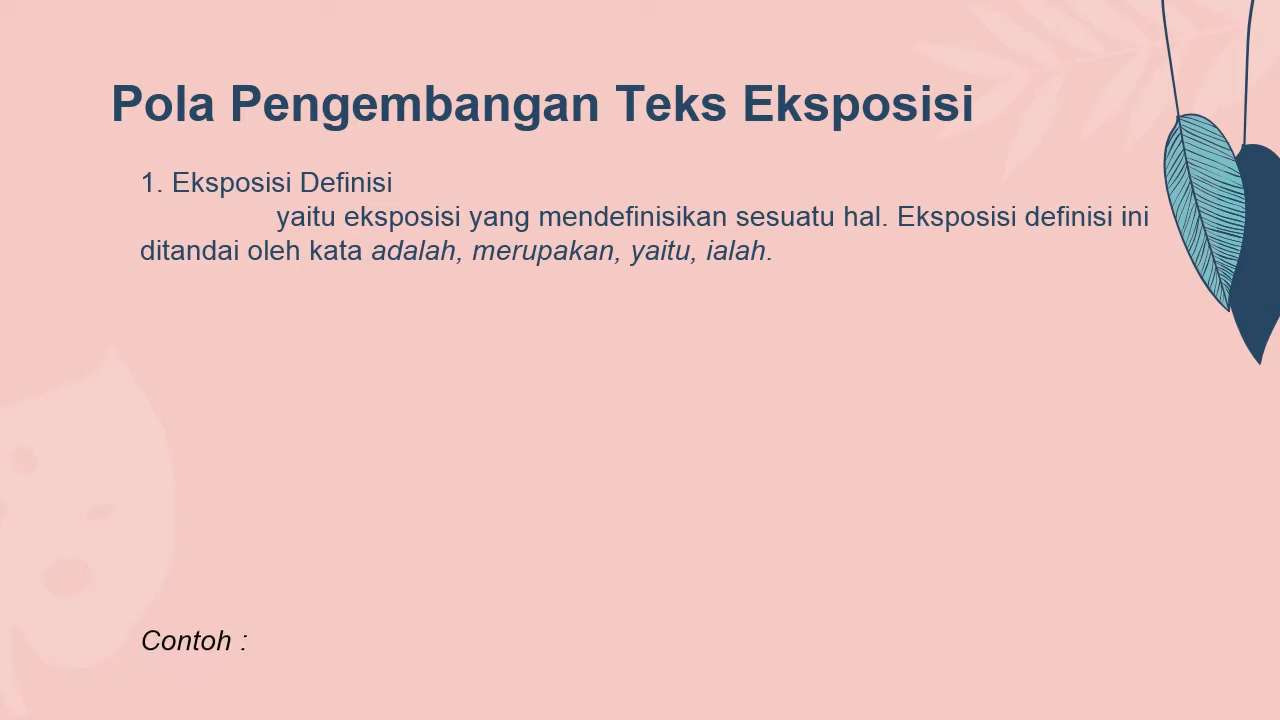 Pola Pengembangan Teks Eksposisi
1. Eksposisi Definisi
yaitu eksposisi yang mendefinisikan sesuatu hal. Eksposisi definisi ini
ditandai oleh kata adalah, merupakan, yaitu, ialah.
Contoh :